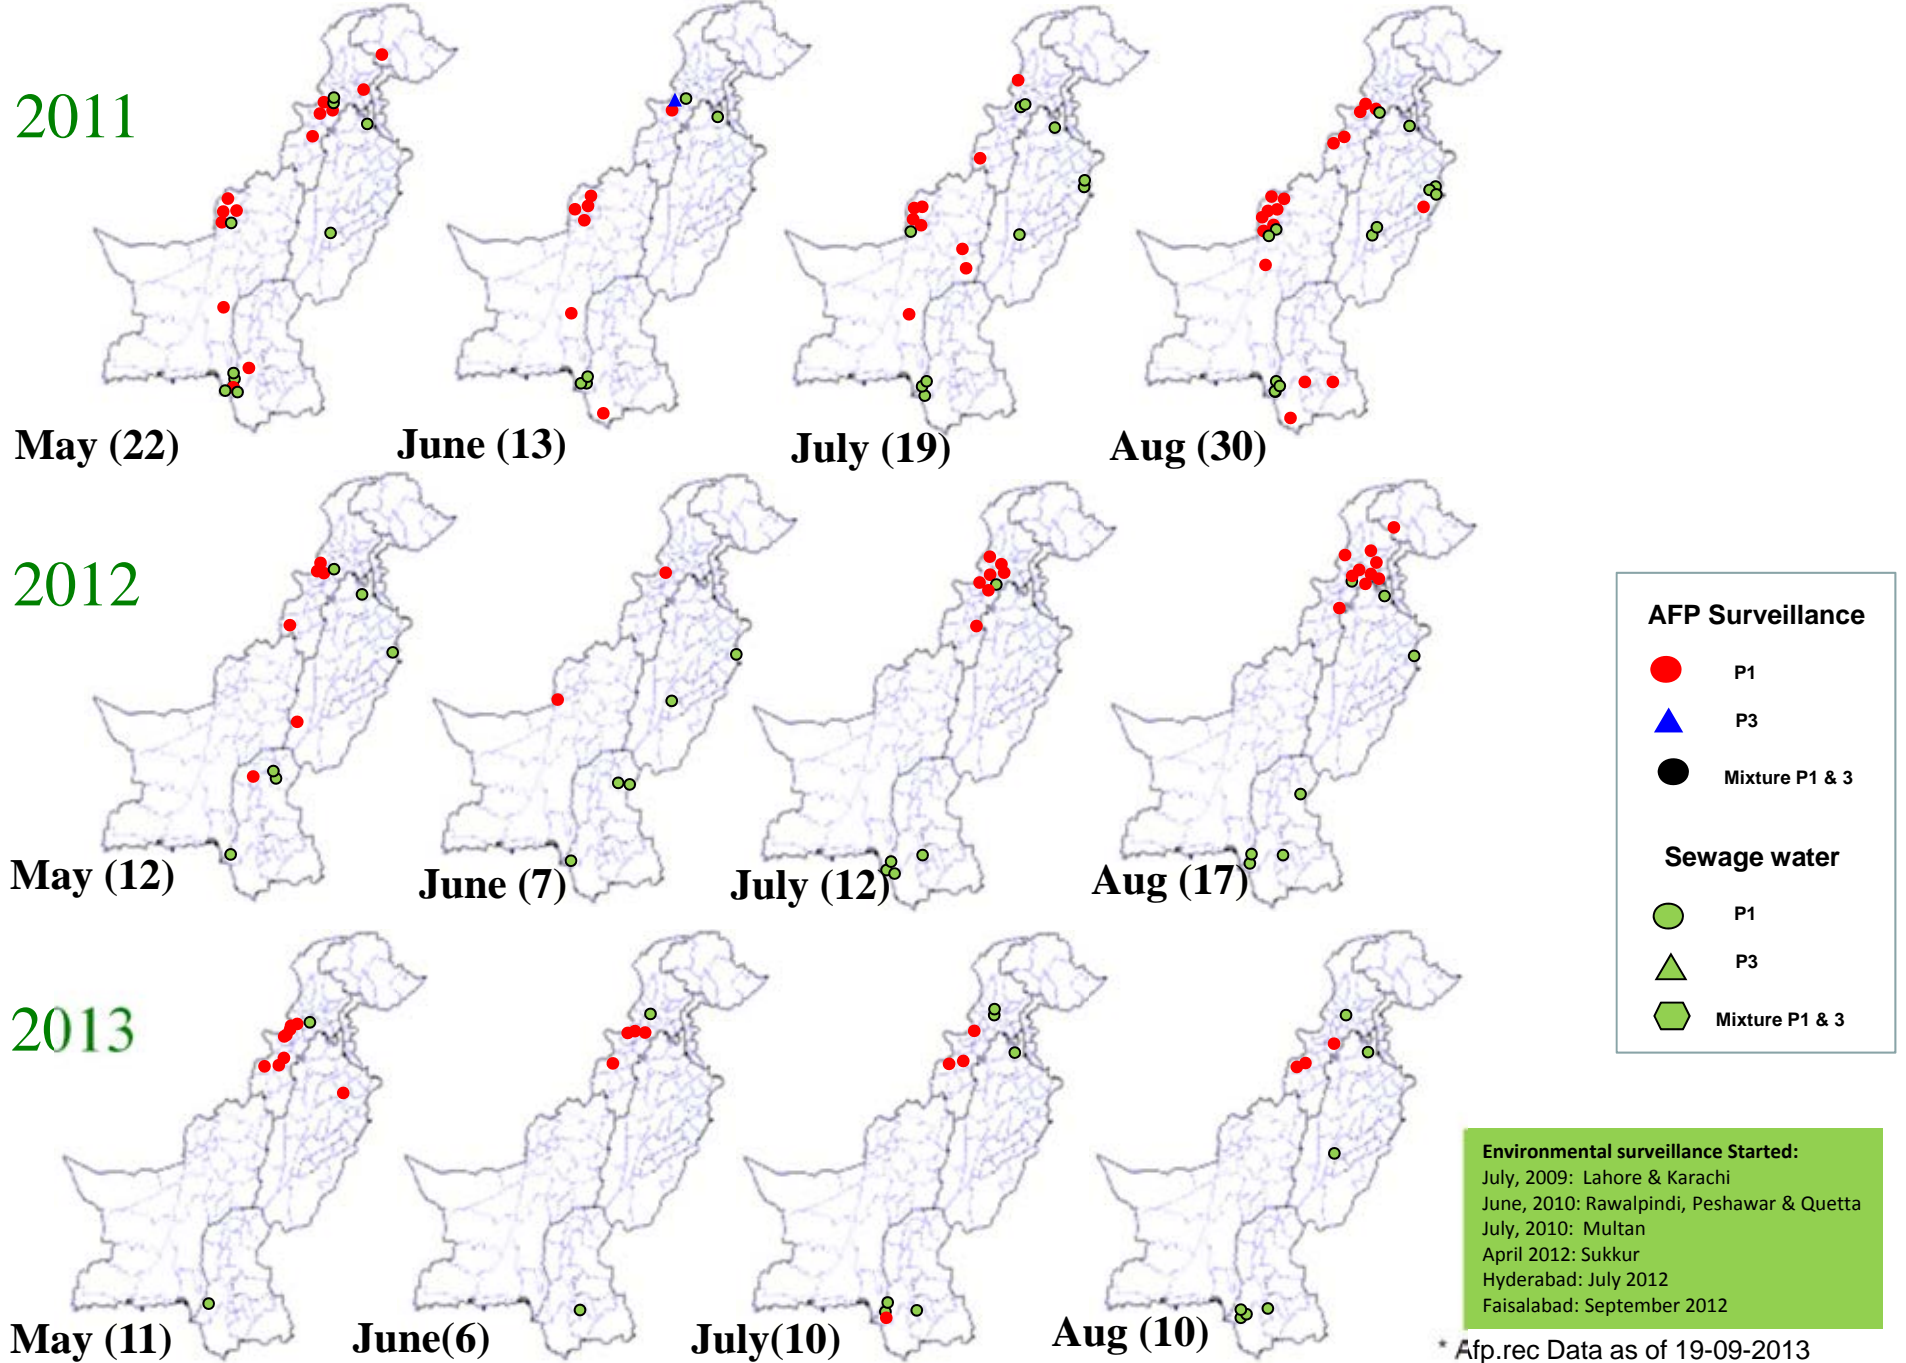 2011
May (22)
June (13)
July (19)
Aug (30)
2012
May (12)
June (7)
July (12)
Aug (17)
2013
May (11)
June(6)
July(10)
Aug (10)
AFP Surveillance
P1
P3
Mixture P1 & 3
Sewage water
P1
P3
Mixture P1 & 3
Environmental surveillance Started:
July, 2009: Lahore & Karachi
June, 2010: Rawalpindi, Peshawar & Quetta
July, 2010: Multan
April 2012: Sukkur
Hyderabad: July 2012
Faisalabad: September 2012
* Afp.rec Data as of 19-09-2013